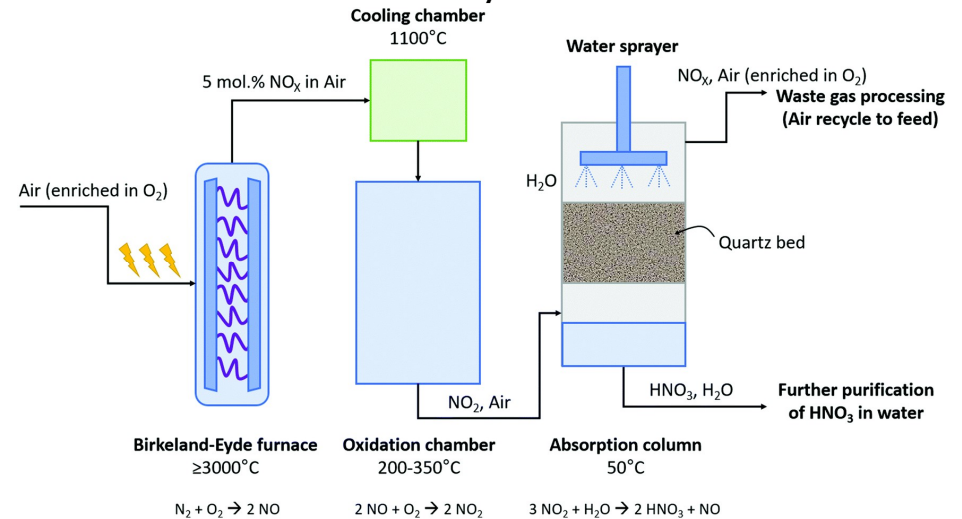 Cooling chamber
1100°C
Water sprayer
5 mol.% NOX in Air
NOX, Air (enriched in O2)
Waste gas processing
(Air recycle to feed)
Air (enriched in O2)
H2O
Quartz bed
NO2, Air
HNO3, H2O
Further purification
of HNO3 in water
Birkeland-Eyde furnace
≥3000°C
Oxidation chamber
200-350°C
Absorption column
50°C
N2 + O2 → 2 NO
2 NO + O2 → 2 NO2
3 NO2 + H2O → 2 HNO3 + NO